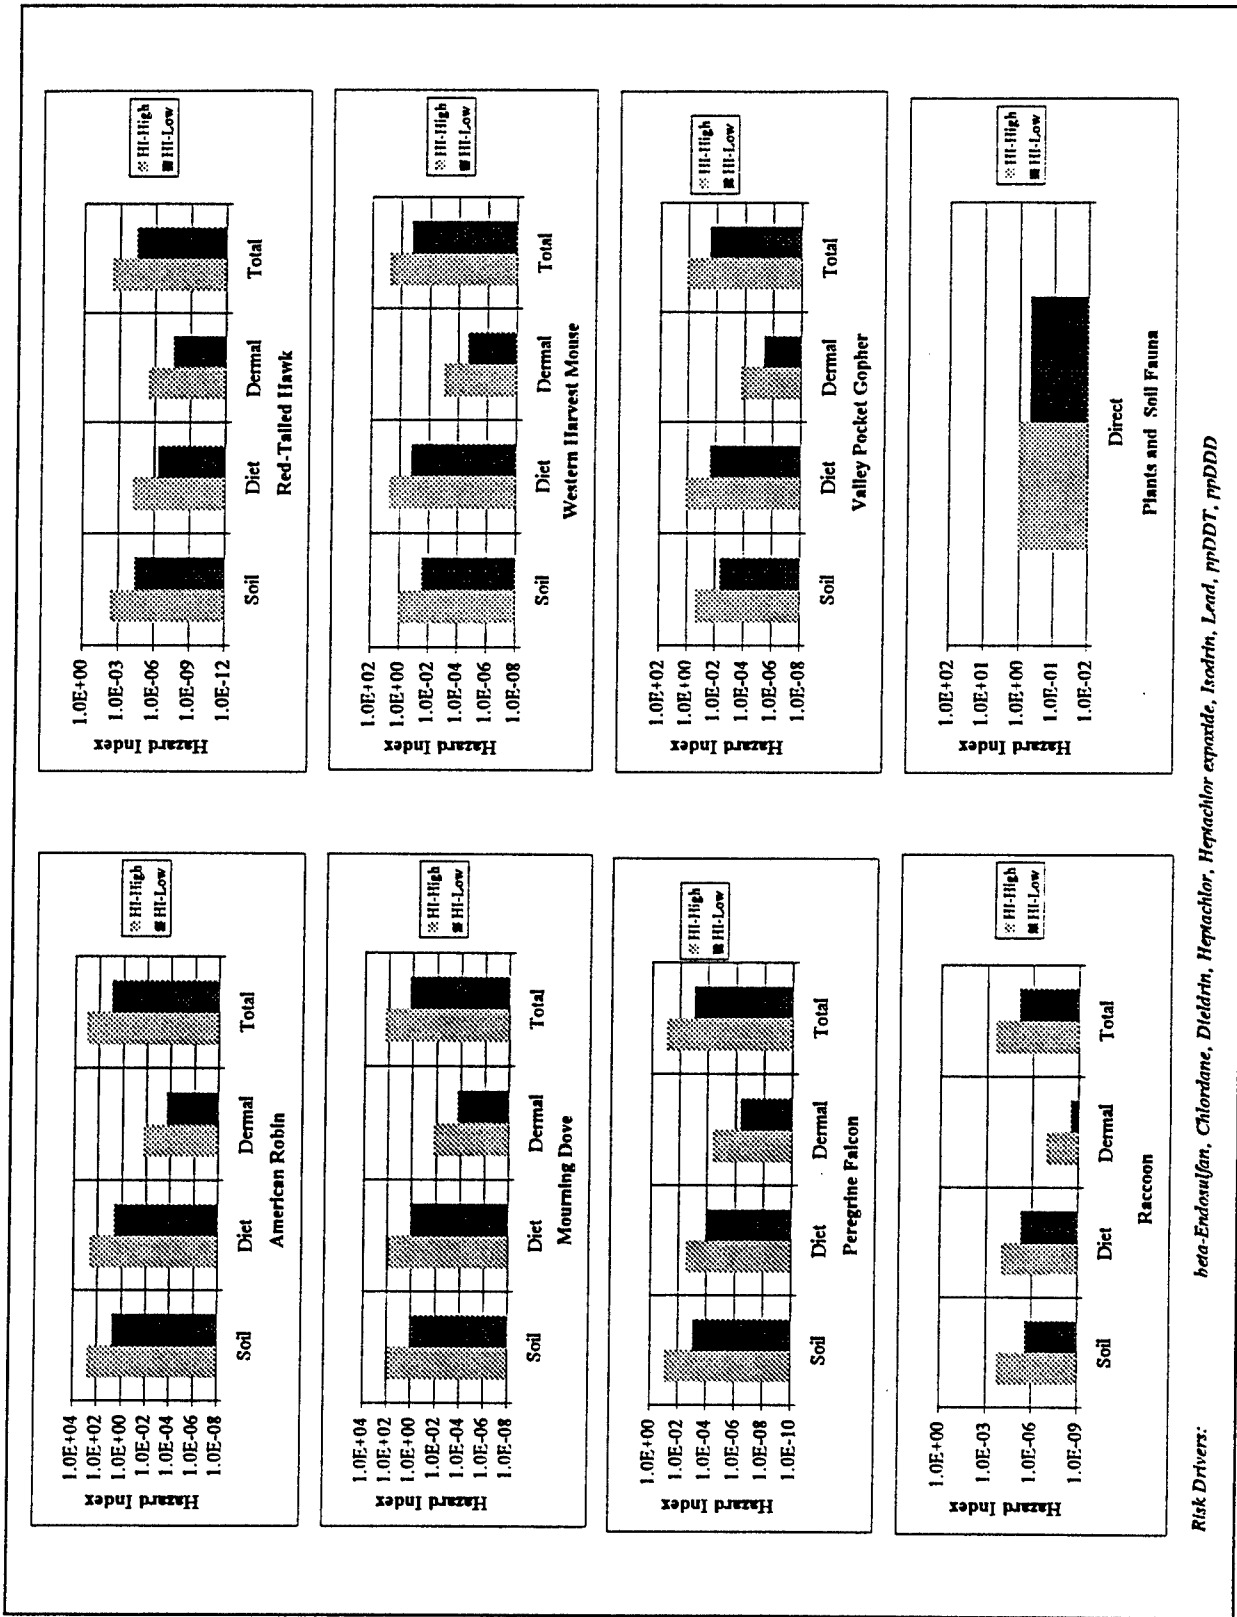 HI-High
HI-Low
Hazard Index
1.0E+04
1.0E+02
1.0E+00
1.0E-02
1.0E-04
1.0E-06
1.0E-08
Soil Diet Dermal Total
American Robin
HI-High
HI-Low
Hazard Index
1.0E+00
1.0E-03
1.0E-06
1.0E-09
1.0E-12
Soil Diet Dermal Total
Red-Tailed Hawk
HI-High
HI-Low
Hazard Index
1.0E+04
1.0E+02
1.0E+00
1.0E-02
1.0E-04
1.0E-06
1.0E-08
Soil Diet Dermal Total
Mourning Dove
HI-High
HI-Low
Hazard Index
1.0E+02
1.0E+00
1.0E-02
1.0E-04
1.0E-06
1.0E-08
Soil Diet Dermal Total
Western Harvest Mouse
HI-High
HI-Low
Hazard Index
1.0E+00
1.0E-02
1.0E-04
1.0E-06
1.0E-08
1.0E-10
Soil Diet Dermal Total
Peregrine Falcon
HI-High
HI-Low
Hazard Index
1.0E+02
1.0E+00
1.0E-02
1.0E-04
1.0E-06
1.0E-08
Soil Diet Dermal Total
Valley Pocket Gopher
HI-High
HI-Low
Hazard Index
1.0E+00
1.0E-03
1.0E-06
1.0E-09
Soil Diet Dermal Total
Raccoon
HI-High
HI-Low
Hazard Index
1.0E+02
1.0E+01
1.0E+00
1.0E-01
1.0E-02
Direct
Plants and Soil Fauna
Risk Drivers: beta-Endosulfan, Chlordane, Dieldrin, Heptachlor, Heptachlor expoxide, Isodrin, Lead, ppDDT, ppDDD